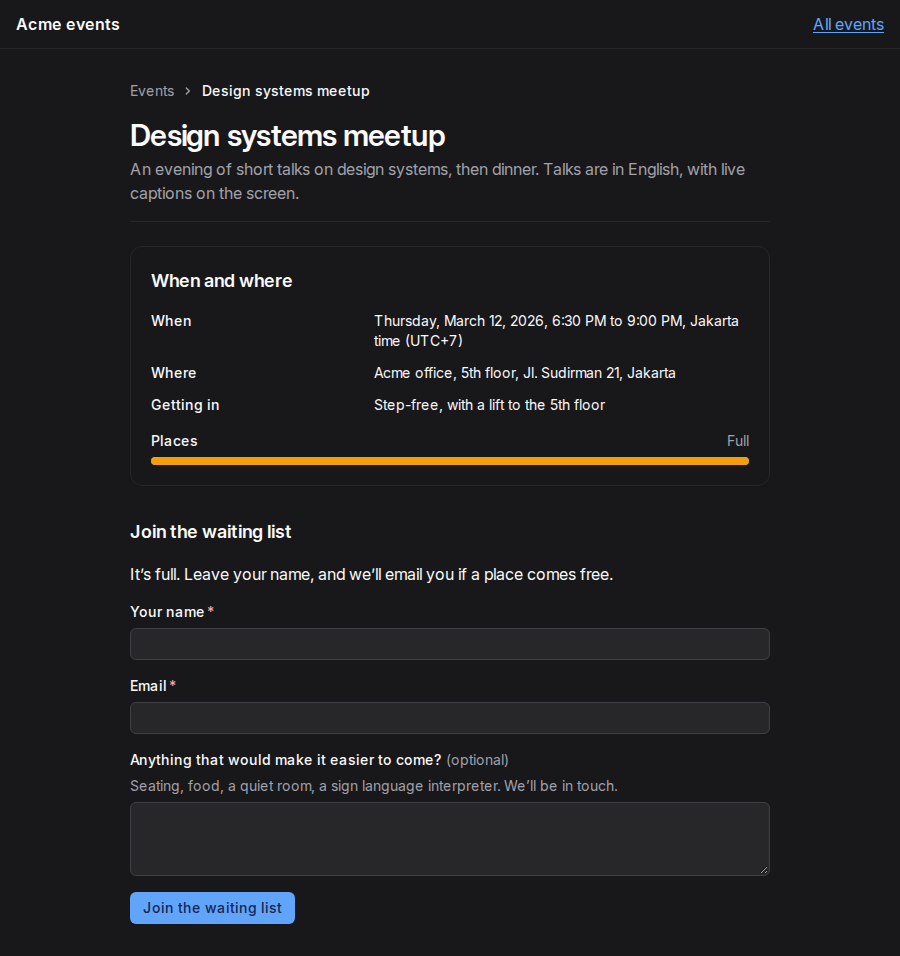 Acme events
All events
Events > Design systems meetup
Design systems meetup
An evening of short talks on design systems, then dinner. Talks are in English, with live
captions on the screen.
When and where
When
Thursday, March 12, 2026, 6:30 PM to 9:00 PM, Jakarta
time (UTC+7)
Where
Acme office, 5th floor, Jl. Sudirman 21, Jakarta
Getting in
Step-free, with a lift to the 5th floor
Places
Full
Join the waiting list
It’s full. Leave your name, and we’ll email you if a place comes free.
Your name *
Email *
Anything that would make it easier to come? (optional)
Seating, food, a quiet room, a sign language interpreter. We’ll be in touch.
Join the waiting list